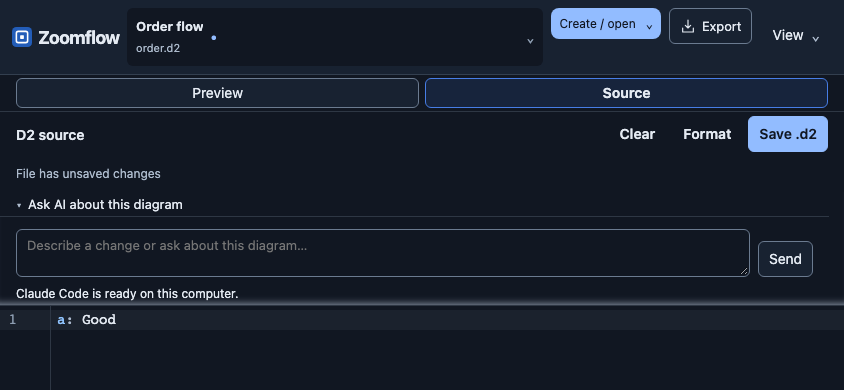 Zoomflow
Order flow
order.d2
Create / open
Export
View
Preview
Source
D2 source
Clear
Format
Save .d2
File has unsaved changes
Ask AI about this diagram
Describe a change or ask about this diagram...
Send
Claude Code is ready on this computer.
1 a: Good